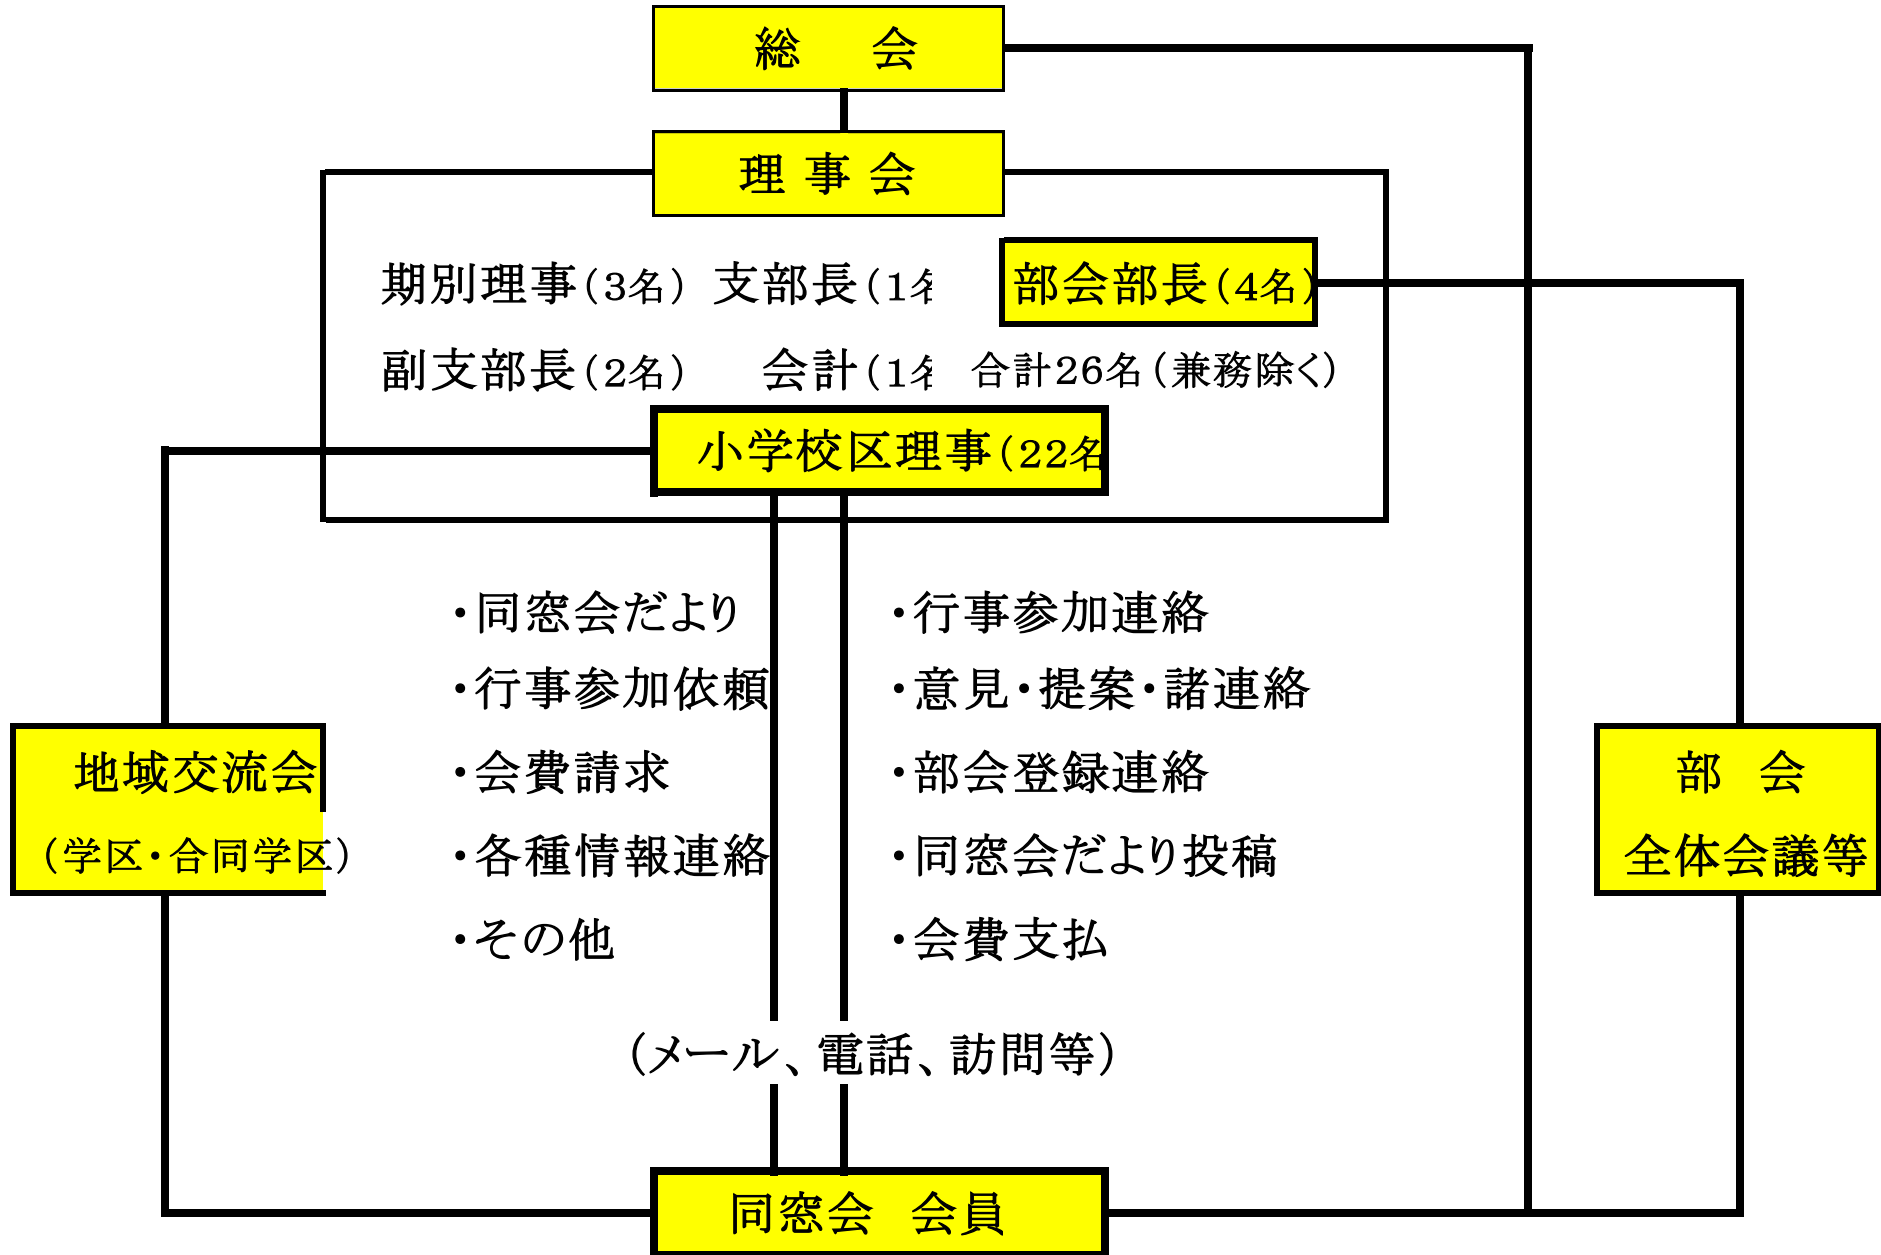 総 会
理 事 会
期別理事(3名) 支部長(1名 部会部長(4名)
副支部長(2名) 会計(1名 合計26名(兼務除く)
小学校区理事(22名
・同窓会だより ・行事参加連絡
・行事参加依頼 ・意見・提案・諸連絡
地域交流会 ・会費請求 ・部会登録連絡 部 会
(学区・合同学区) ・各種情報連絡 ・同窓会だより投稿 全体会議等
・その他 ・会費支払
(メール、電話、訪問等)
同窓会 会員